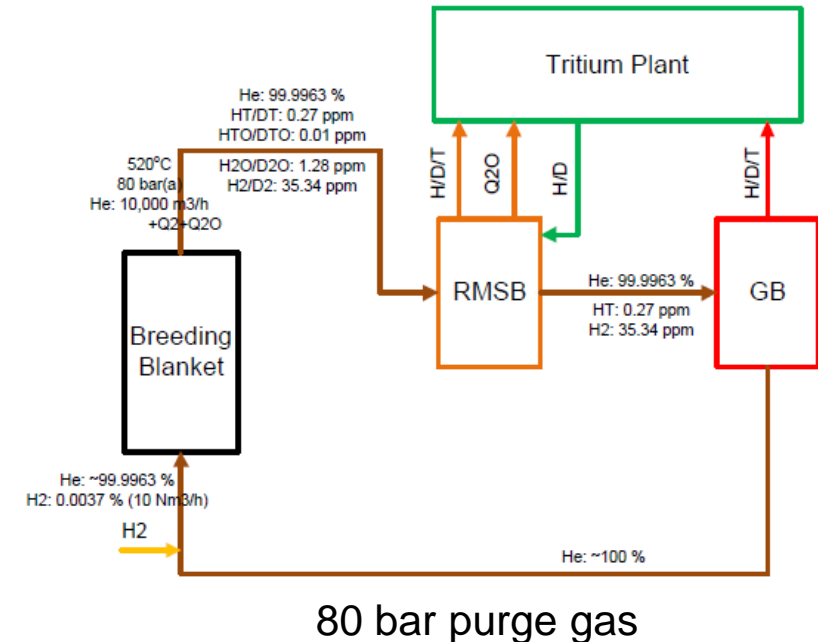 Tritium Plant
He: 99.9963 %
HT/DT: 0.27 ppm
HTO/DTO: 0.01 ppm
H2O/D2O: 1.28 ppm
H2/D2: 35.34 ppm
520°C
80 bar(a)
He: 10,000 m3/h
+Q2+Q2O
H/D/T
Q2O
H/D
H/D/T
RMSB
He: 99.9963 %
HT: 0.27 ppm
H2: 35.34 ppm
GB
Breeding
Blanket
He: ~99.9963 %
H2: 0.0037 % (10 Nm3/h)
H2
He: ~100 %
80 bar purge gas